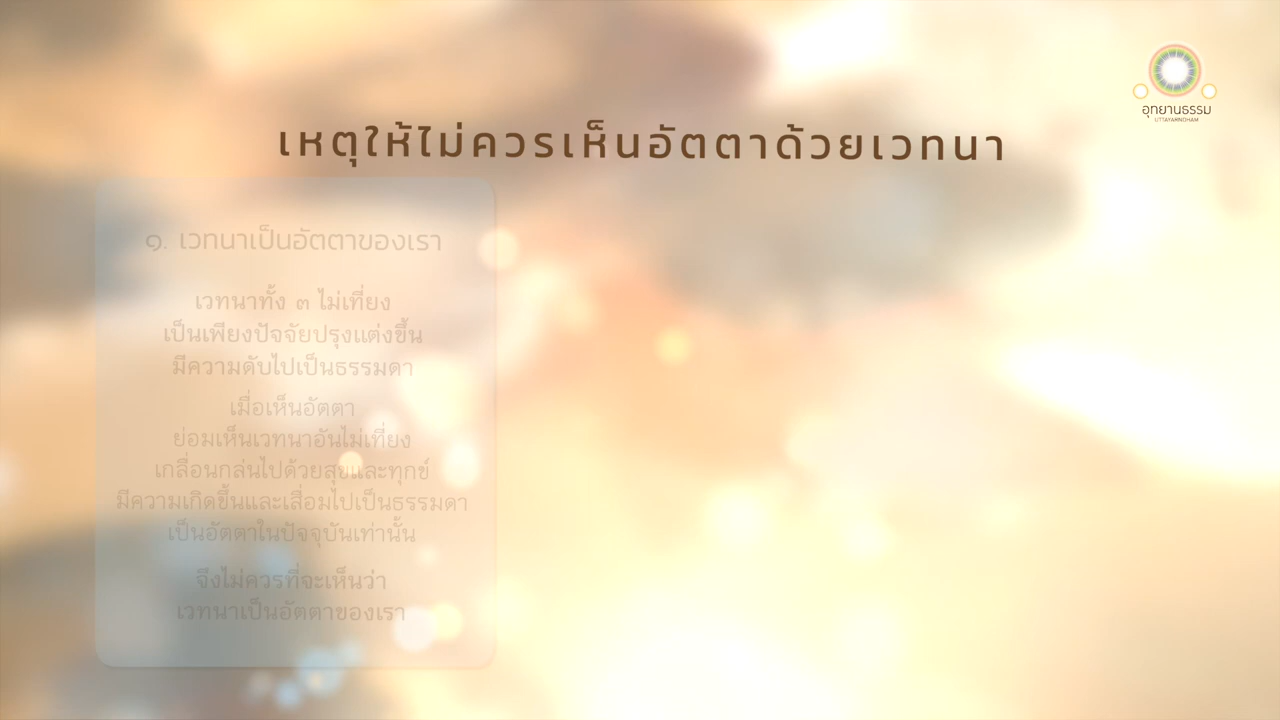 อุทยานธรรม
UTTAYARNDHAM
เหตุให้ไม่ควรเห็นอัตตาด้วยเวทนา
๑. เวทนาเป็นอัตตาของเรา
เวทนาทั้ง ๓ ไม่เที่ยง
เป็นเพียงปัจจัยปรุงแต่งขึ้น
มีความดับไปเป็นธรรมดา
เมื่อเห็นอัตตา
ย่อมเห็นเวทนาอันไม่เที่ยง
เกลื่อนกล่นไปด้วยสุขและทุกข์
มีความเกิดขึ้นและเสื่อมไปเป็นธรรมดา
เป็นอัตตาในปัจจุบันเท่านั้น
จึงไม่ควรที่จะเห็นว่า
เวทนาเป็นอัตตาของเรา